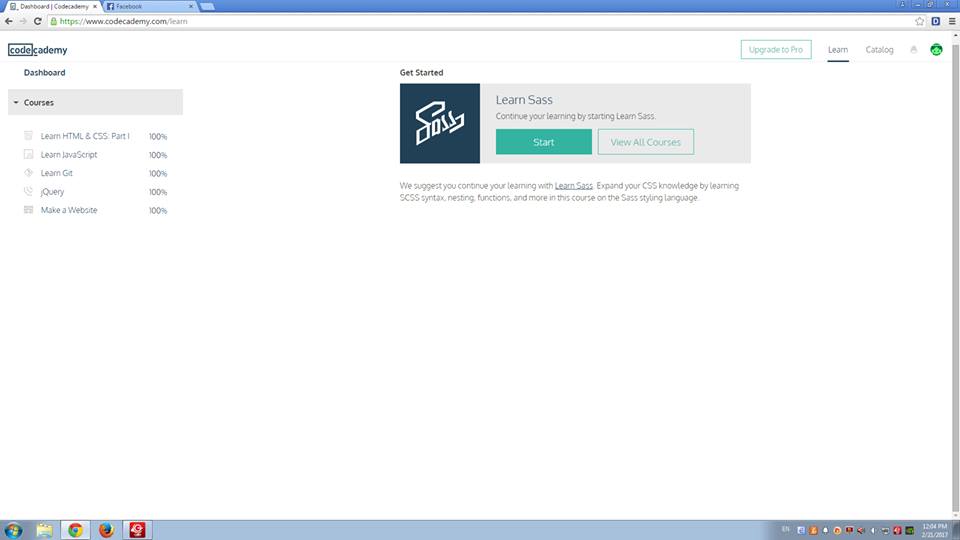 Dashboard | Codecademy
Facebook
https://www.codecademy.com/learn
codecademy
Upgrade to Pro
Learn
Catalog
Dashboard
Courses
Learn HTML & CSS: Part I 100%
Learn JavaScript 100%
Learn Git 100%
jQuery 100%
Make a Website 100%
Get Started
Sass
Learn Sass
Continue your learning by starting Learn Sass.
Start
View All Courses
We suggest you continue your learning with Learn Sass. Expand your CSS knowledge by learning
SCSS syntax, nesting, functions, and more in this course on the Sass styling language.
EN
12:04 PM
2/21/2017